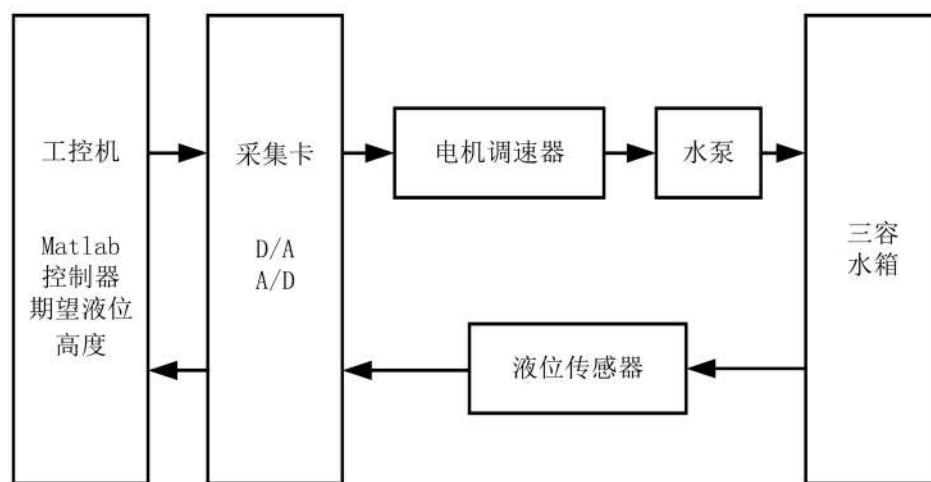 工控机
Matlab
控制器
期望液位
高度
采集卡
D/A
A/D
电机调速器
水泵
液位传感器
三容
水箱